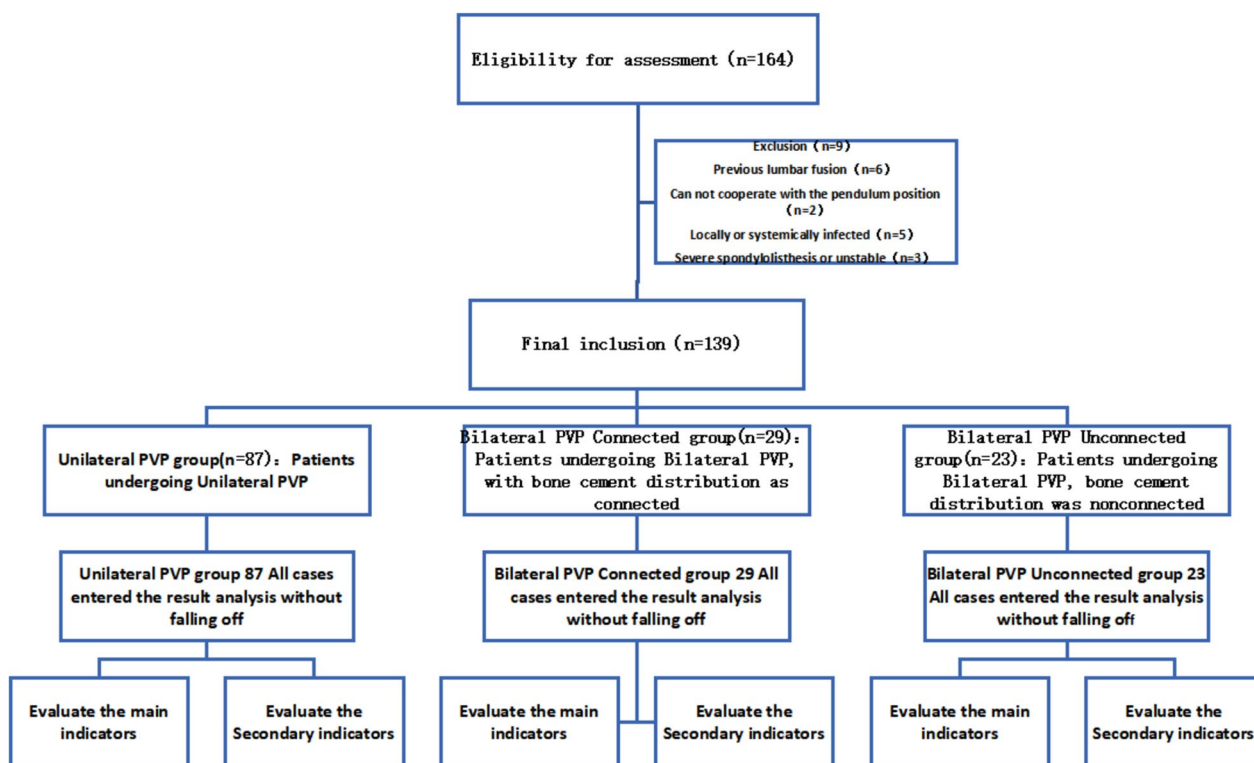 Eligibility for assessment (n=164)
Exclusion (n=9)
Previous lumbar fusion (n=6)
Can not cooperate with the pendulum position
(n=2)
Locally or systemically infected (n=5)
Severe spondylolisthesis or unstable (n=3)
Final inclusion (n=139)
Unilateral PVP group(n=87): Patients
undergoing Unilateral PVP
Bilateral PVP Connected group(n=29):
Patients undergoing Bilateral PVP,
with bone cement distribution as
connected
Bilateral PVP Unconnected
group(n=23): Patients undergoing
Bilateral PVP, bone cement
distribution was nonconnected
Unilateral PVP group 87 All cases
entered the result analysis without
falling off
Bilateral PVP Connected group 29 All
cases entered the result analysis
without falling off
Bilateral PVP Unconnected group 23
All cases entered the result analysis
without falling off
Evaluate the main
indicators
Evaluate the
Secondary indicators
Evaluate the main
indicators
Evaluate the
Secondary indicators
Evaluate the main
indicators
Evaluate the
Secondary indicators